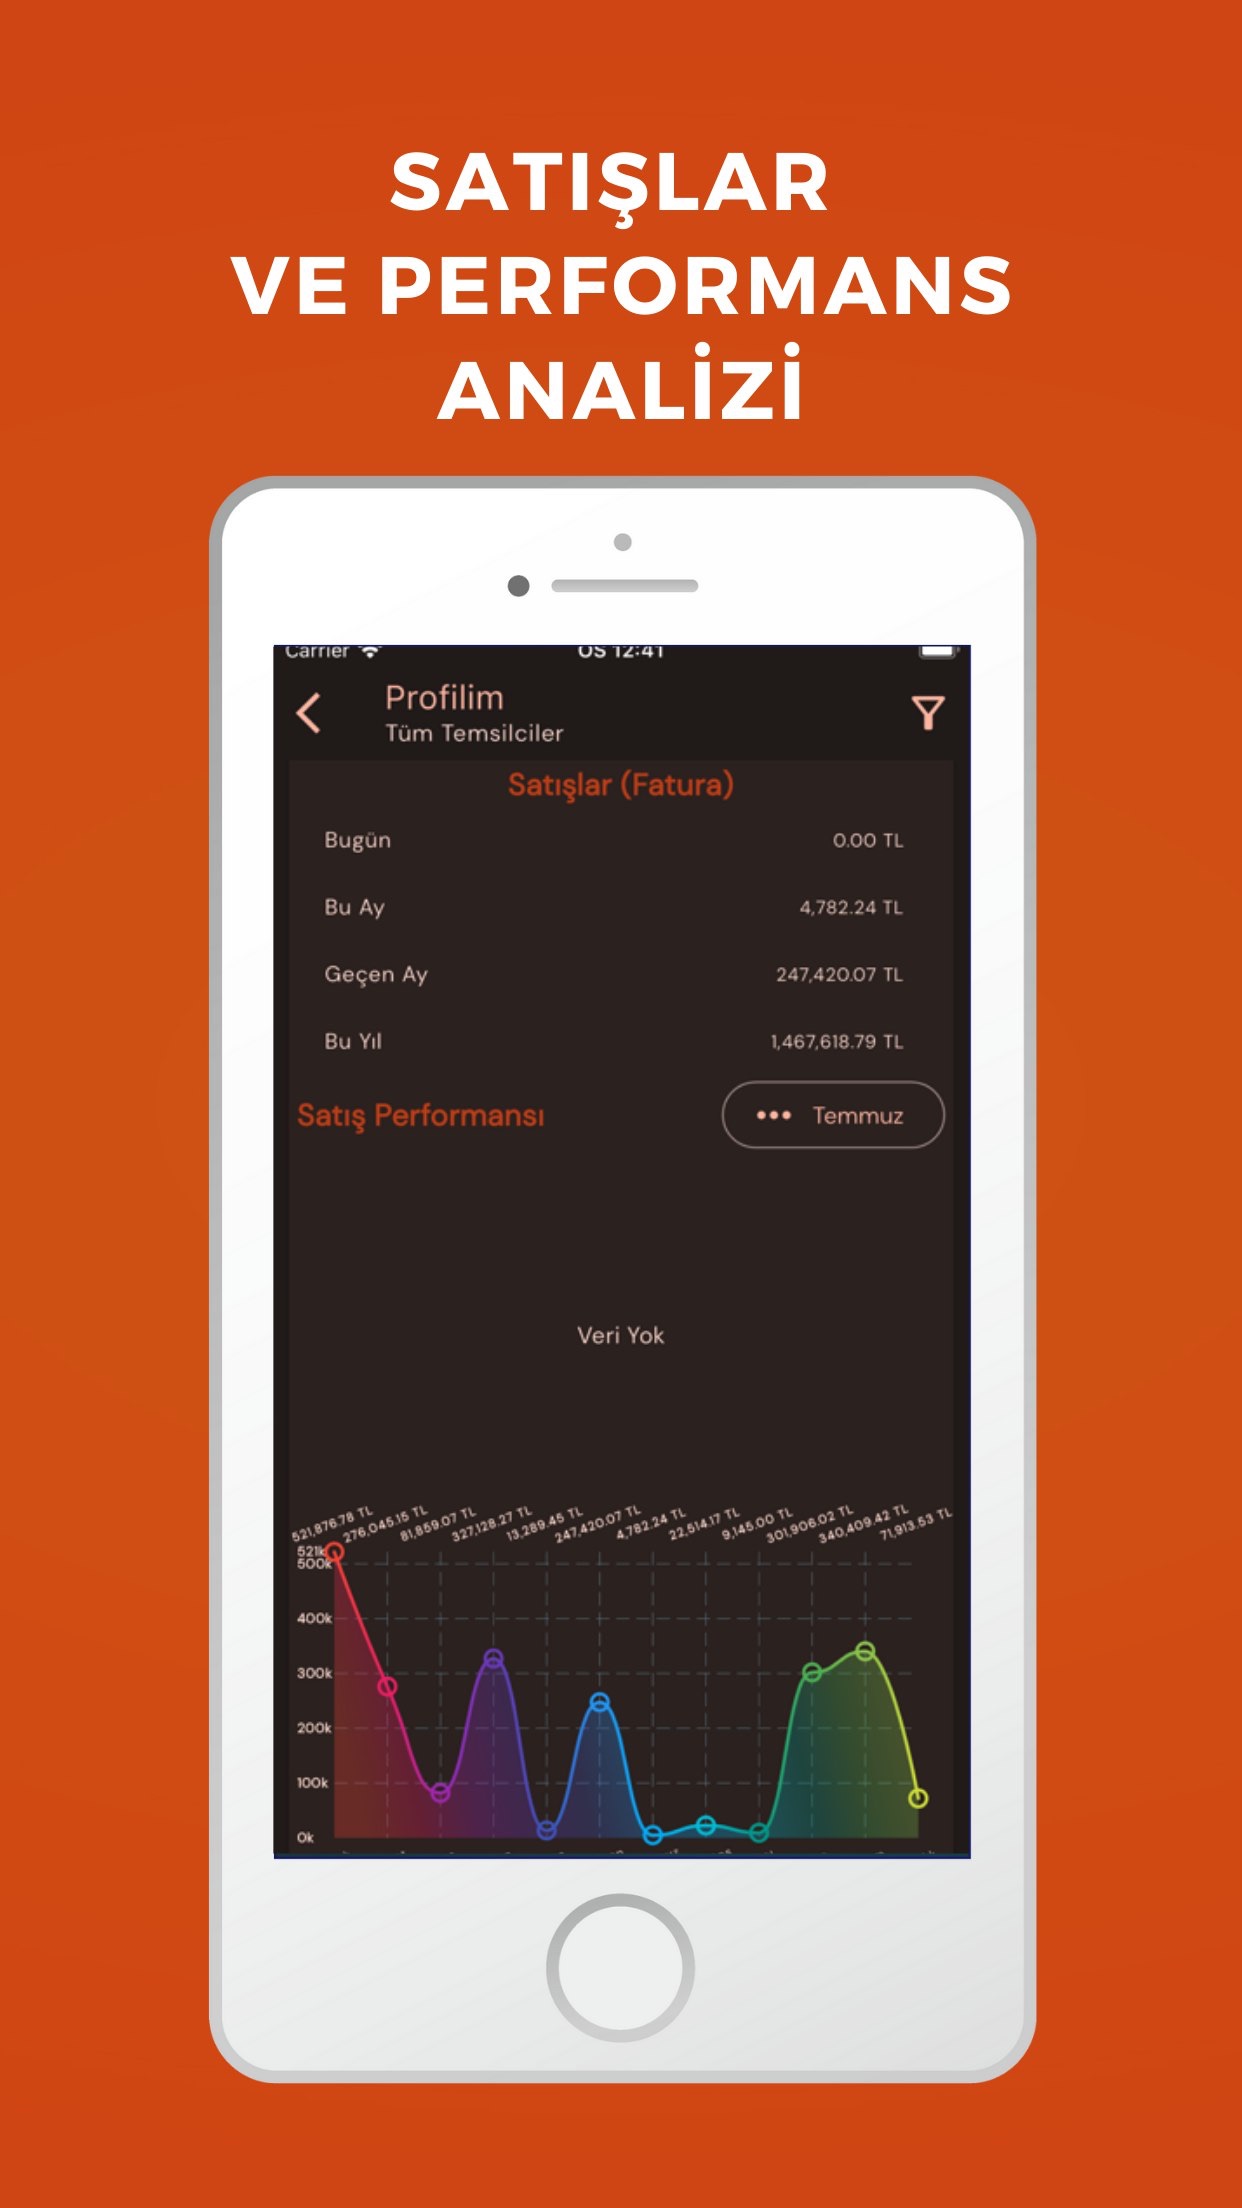 SATIŞLAR
VE PERFORMANS
ANALİZİ
Carrier ÖS 12:41
Profilim
Tüm Temsilciler
Satışlar (Fatura)
Bugün 0.00 TL
Bu Ay 4,782.24 TL
Geçen Ay 247,420.07 TL
Bu Yıl 1,467,618.79 TL
Satış Performansı ••• Temmuz
Veri Yok
521,876.78 TL 276,045.15 TL 81,859.07 TL 327,128.27 TL 13,289.45 TL 247,420.07 TL 4,782.24 TL 22,514.17 TL 9,145.00 TL 301,906.02 TL 340,409.42 TL 71,913.53 TL
521k
500k
400k
300k
200k
100k
0k